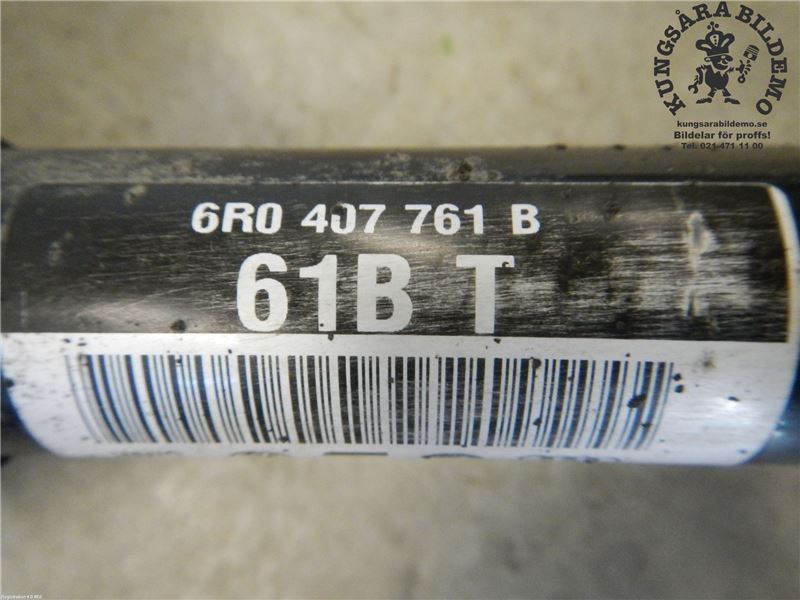 KUNGSÅRA BILDEMO
kungsarabildemo.se
Bildelar för proffs!
Tel. 021-471 11 00
6R0 407 761 B
61B T